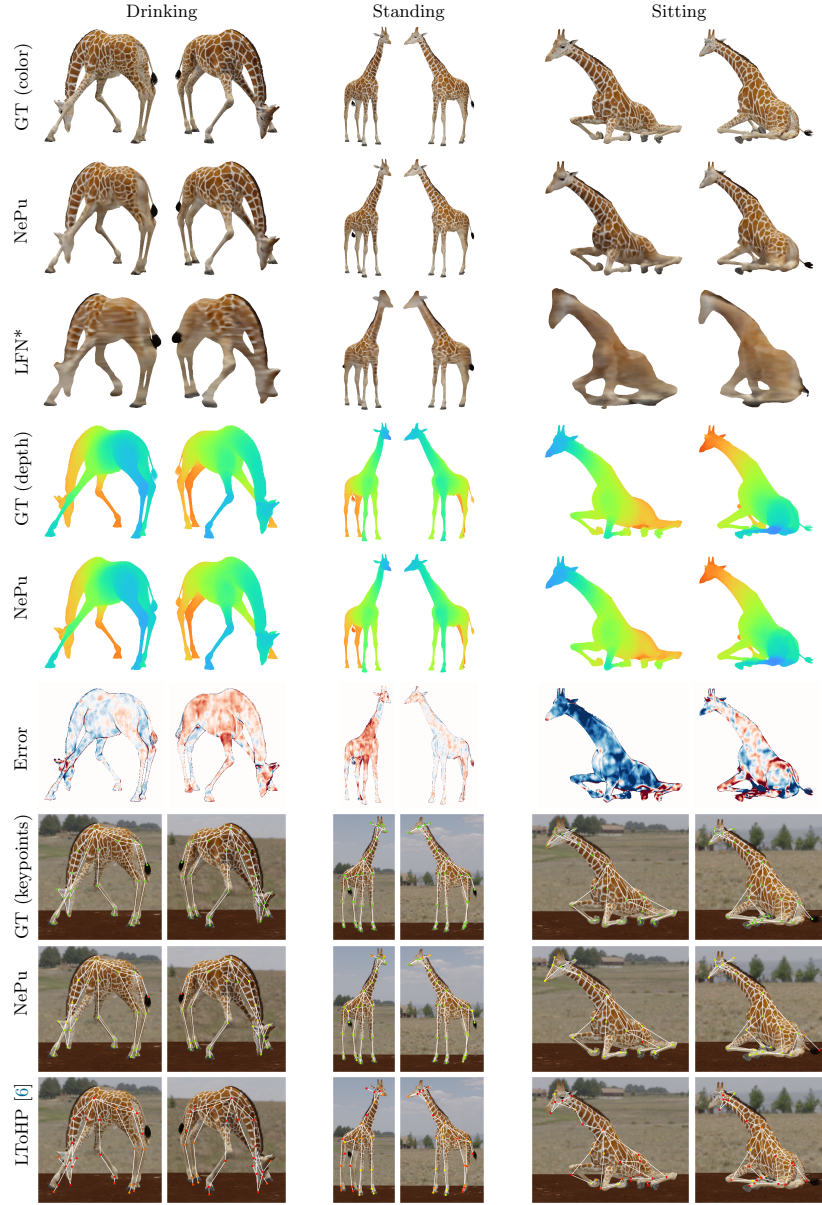 Drinking
Standing
Sitting
GT (color)
NePu
LFN*
GT (depth)
NePu
Error
GT (keypoints)
NePu
LToHP [6]